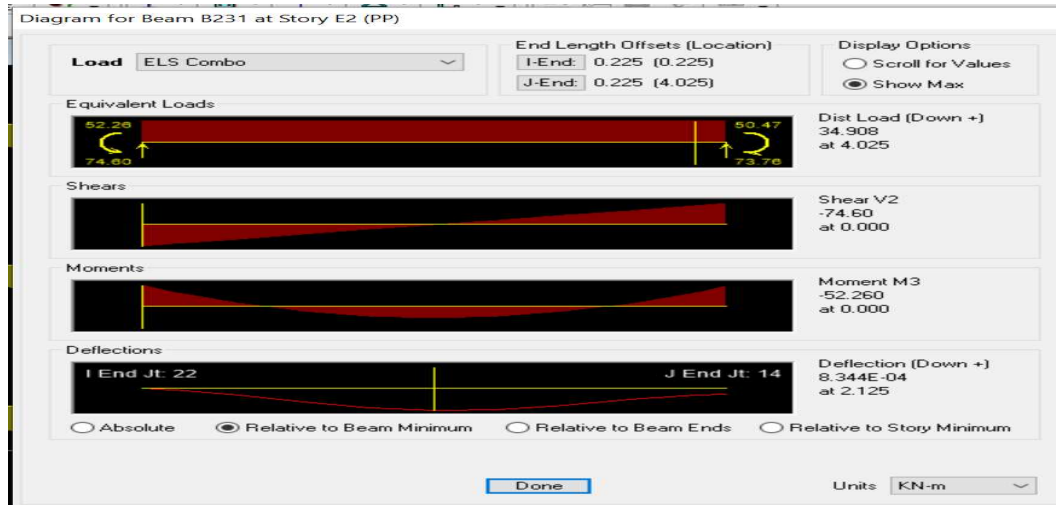 Diagram for Beam B231 at Story E2 (PP)
Load ELS Combo
End Length Offsets (Location)
I-End: 0.225 (0.225)
J-End: 0.225 (4.025)
Display Options
Scroll for Values
Show Max
Equivalent Loads
52.26 50.47
74.60 73.76
Dist Load (Down +)
34.908
at 4.025
Shears
Shear V2
-74.60
at 0.000
Moments
Moment M3
-52.260
at 0.000
Deflections
I End Jt: 22 J End Jt: 14
Deflection (Down +)
8.344E-04
at 2.125
Absolute Relative to Beam Minimum Relative to Beam Ends Relative to Story Minimum
Done Units KN-m